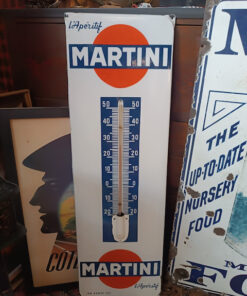 L'Apéritif
MARTINI
50 50
40 40
30 30
20 20
10 10
0 0
10 10
20 20
L'Apéritif
MARTINI
COT
THE
UP-TO-DATE
NURSERY
FOOD